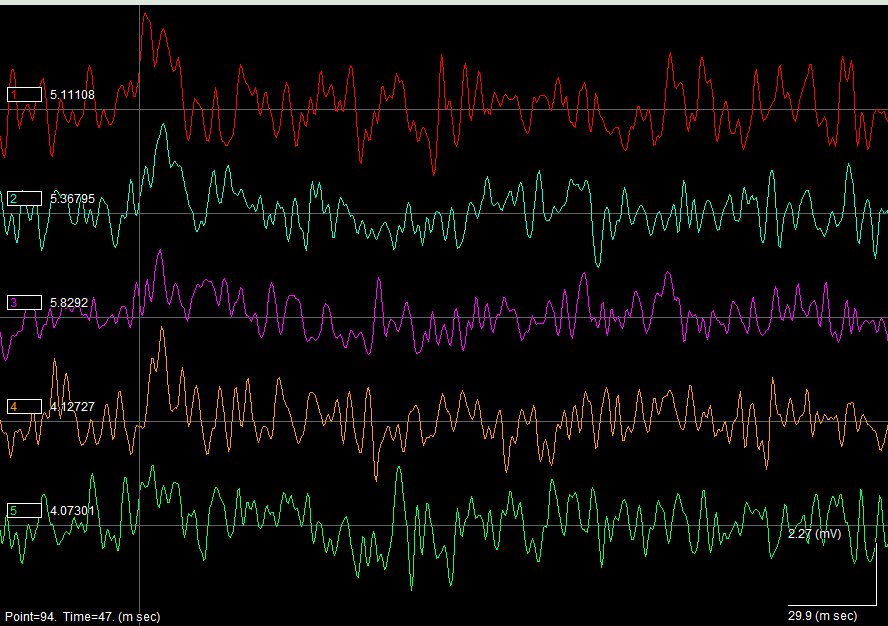 1 5.11108
2 5.36795
3 5.8292
4 4.12727
5 4.07301
2.27 (mV)
Point=94. Time=47. (m sec)
29.9 (m sec)